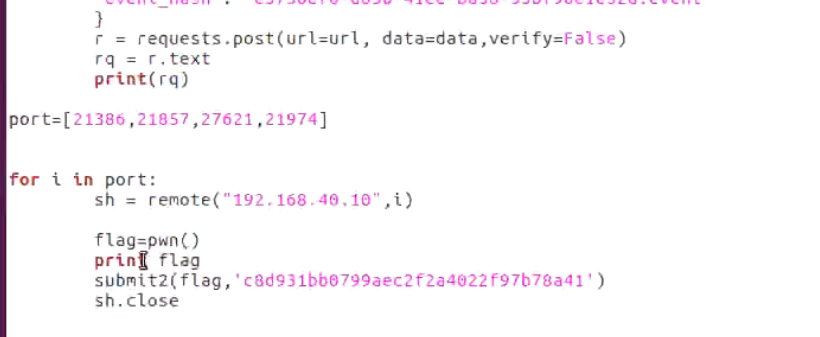 }
r = requests.post(url=url, data=data,verify=False)
rq = r.text
print(rq)
port=[21386,21857,27621,21974]
for i in port:
sh = remote("192.168.40.10",i)
flag=pwn()
print flag
submit2(flag,'c8d931bb0799aec2f2a4022f97b78a41')
sh.close